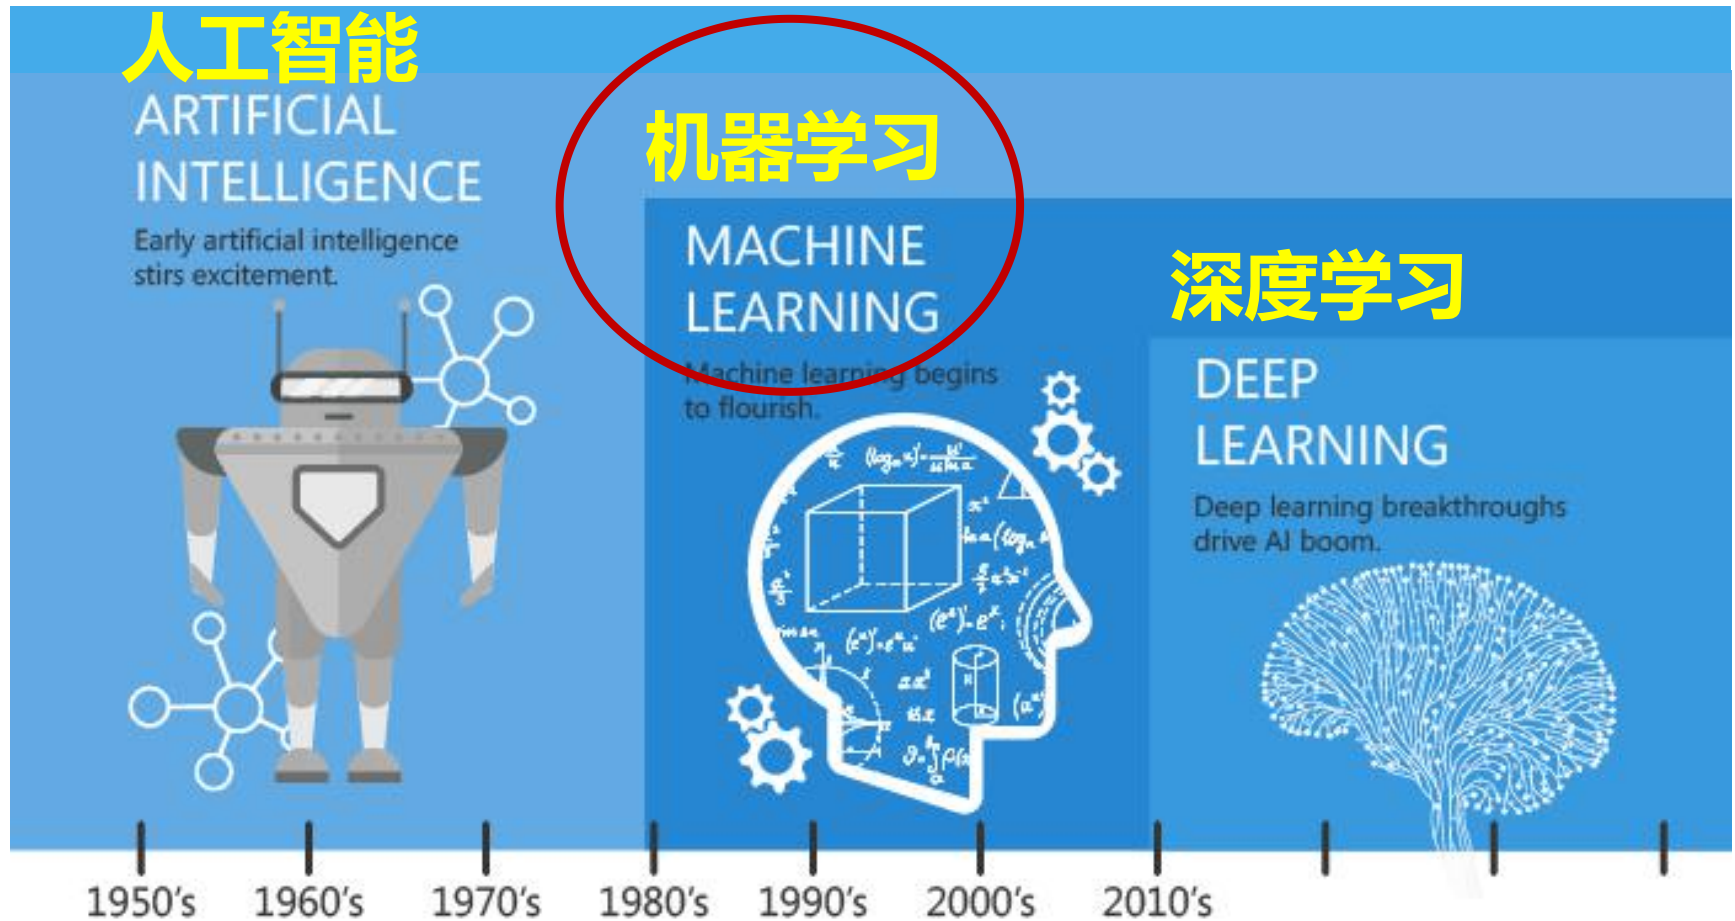 人工智能
ARTIFICIAL
INTELLIGENCE
Early artificial intelligence
stirs excitement.
机器学习
MACHINE
LEARNING
Machine learning begins
to flourish.
深度学习
DEEP
LEARNING
Deep learning breakthroughs
drive AI boom.
1950's 1960's 1970's 1980's 1990's 2000's 2010's